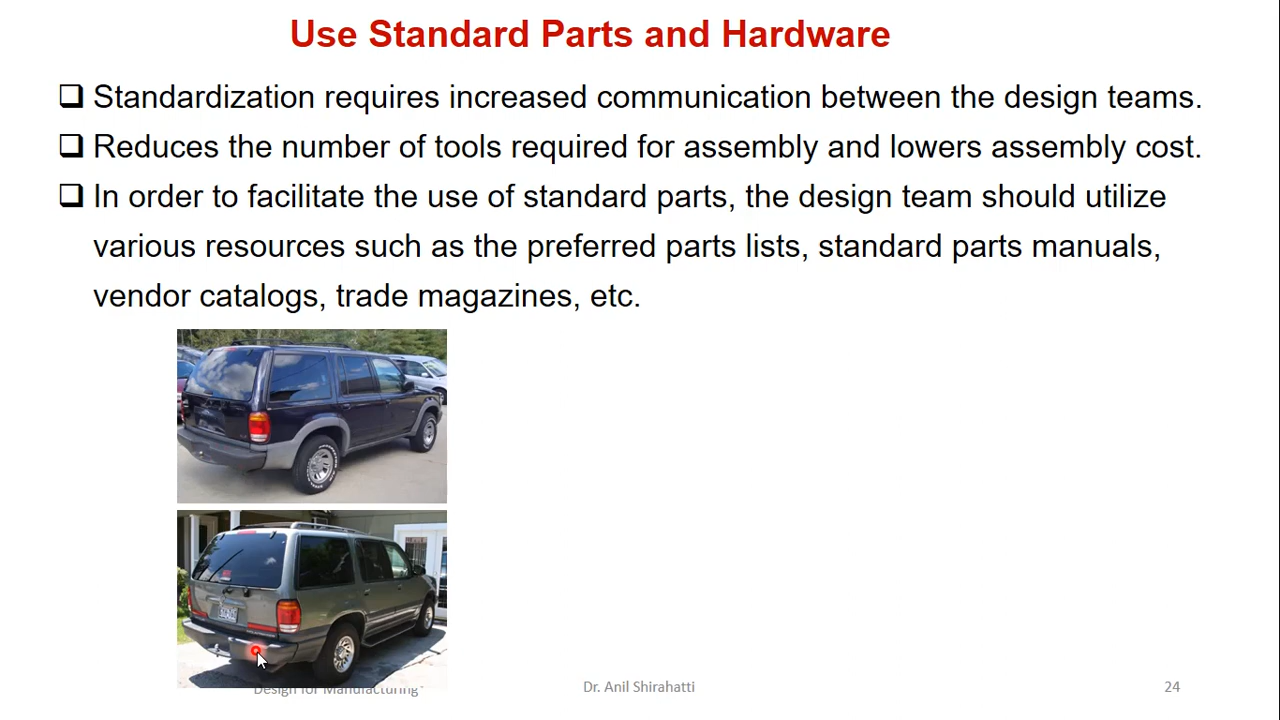 Use Standard Parts and Hardware
Standardization requires increased communication between the design teams.
Reduces the number of tools required for assembly and lowers assembly cost.
In order to facilitate the use of standard parts, the design team should utilize
various resources such as the preferred parts lists, standard parts manuals,
vendor catalogs, trade magazines, etc.
Design for Manufacturing
Dr. Anil Shirahatti
24